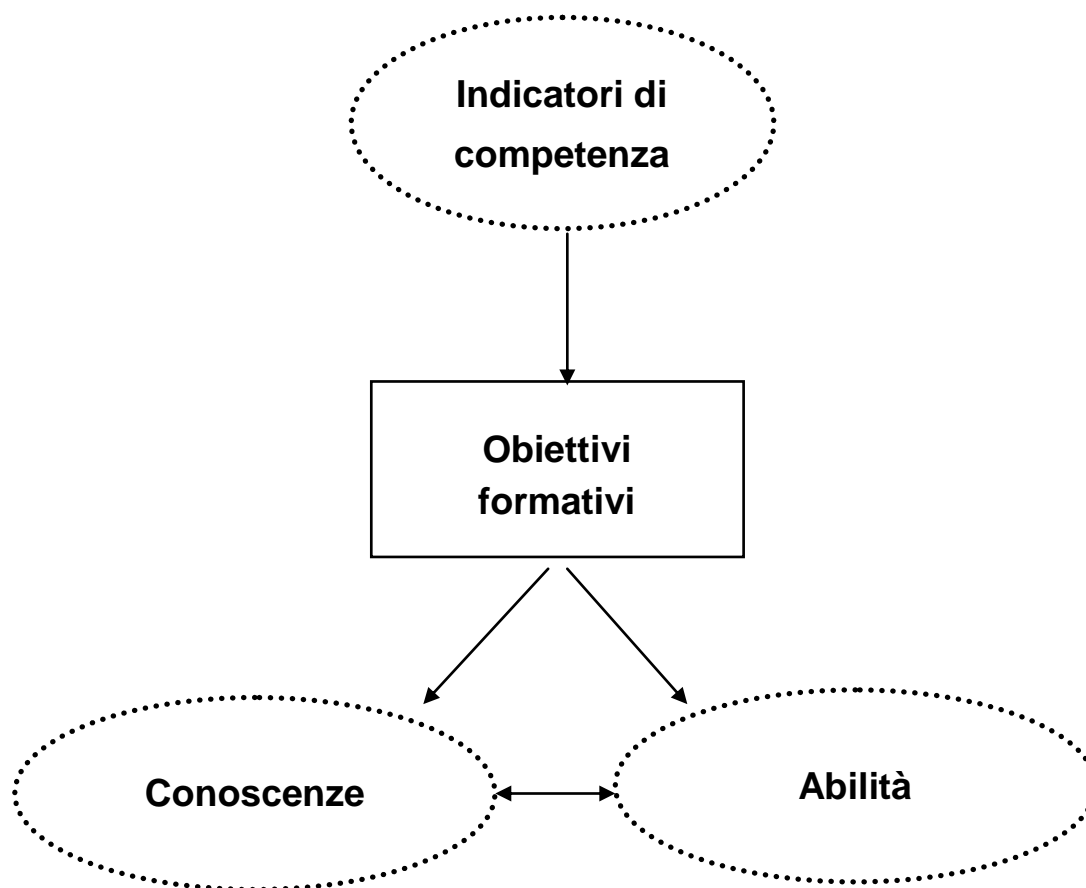 Indicatori di
competenza
Obiettivi
formativi
Conoscenze
Abilità